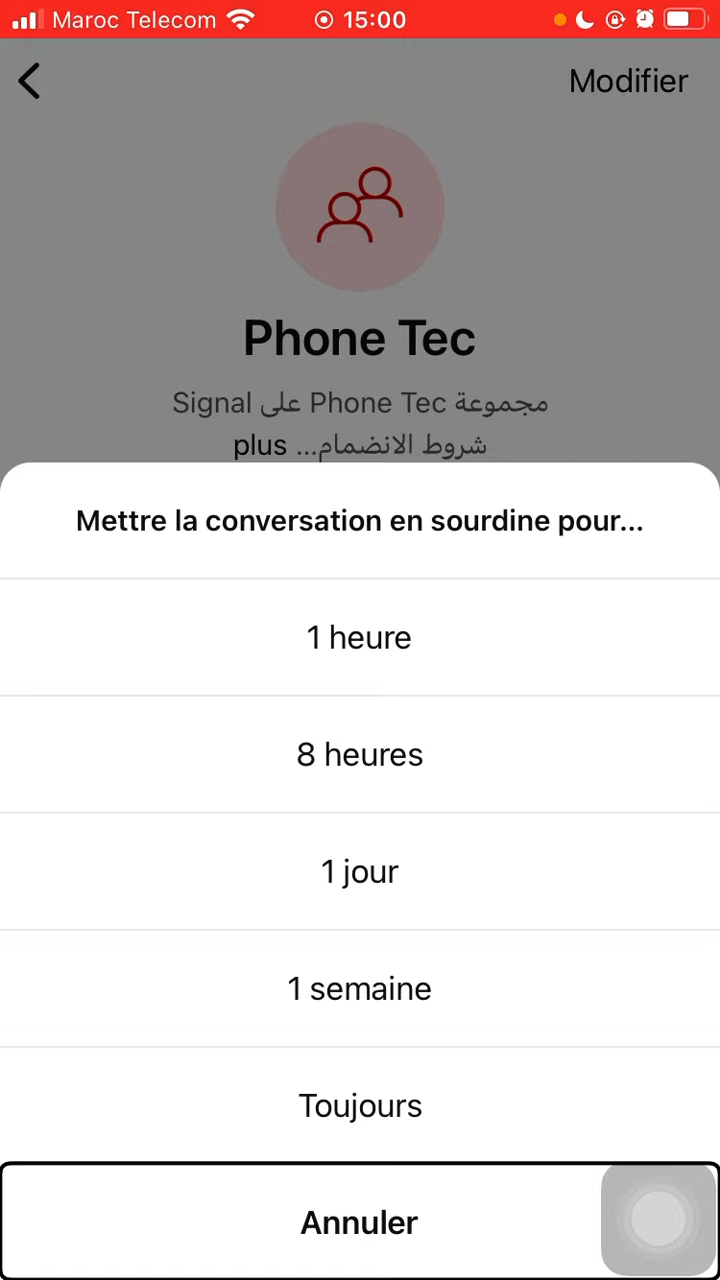 Maroc Telecom 15:00
Modifier
Phone Tec
مجموعة Phone Tec على Signal
شروط الانضمام... plus
Mettre la conversation en sourdine pour...
1 heure
8 heures
1 jour
1 semaine
Toujours
Annuler